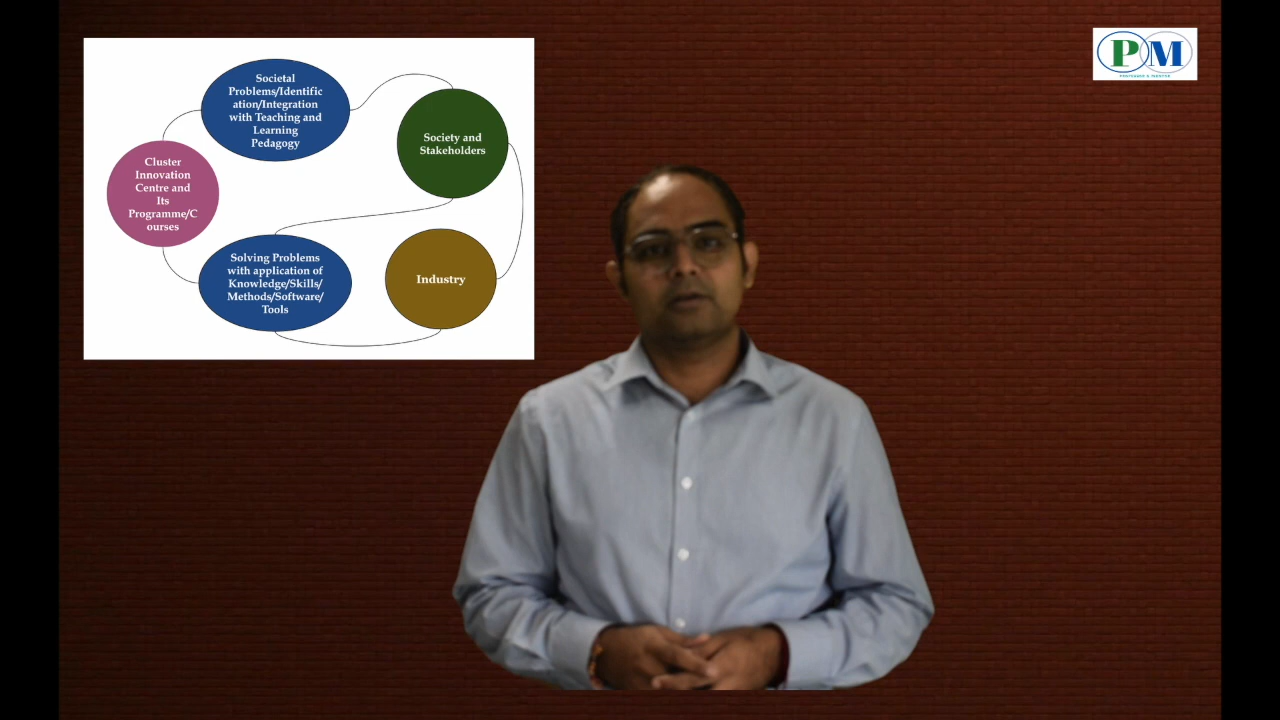 Societal
Problems/Identific
ation/Integration
with Teaching and
Learning
Pedagogy
Society and
Stakeholders
Cluster
Innovation
Centre and
Its
Programme/C
ourses
Solving Problems
with application of
Knowledge/Skills/
Methods/Software/
Tools
Industry
PM